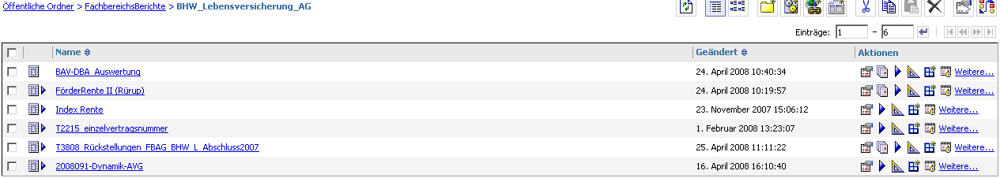 Öffentliche Ordner > FachbereichsBerichte > BHW_Lebensversicherung_AG
Einträge: 1 - 6
Name Geändert Aktionen
BAV-DBA_Auswertung 24. April 2008 10:40:34 Weitere...
FörderRente II (Rürup) 24. April 2008 10:19:57 Weitere...
Index Rente 23. November 2007 15:06:12 Weitere...
T2215_einzelvertragsnummer 1. Februar 2008 13:23:07 Weitere...
T3808_Rückstellungen_FBAG_BHW_L_Abschluss2007 25. April 2008 11:11:22 Weitere...
2008091-Dynamik-AVG 16. April 2008 16:10:40 Weitere...